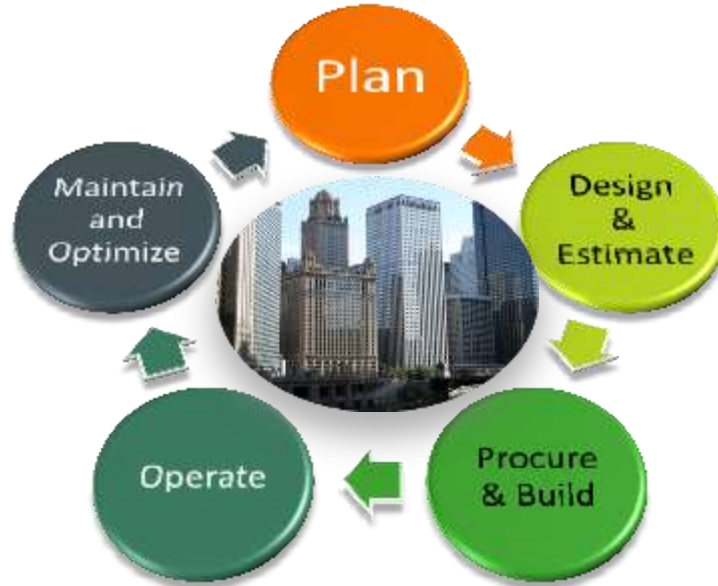 Plan
Design
&
Estimate
Procure
& Build
Operate
Maintain
and
Optimize